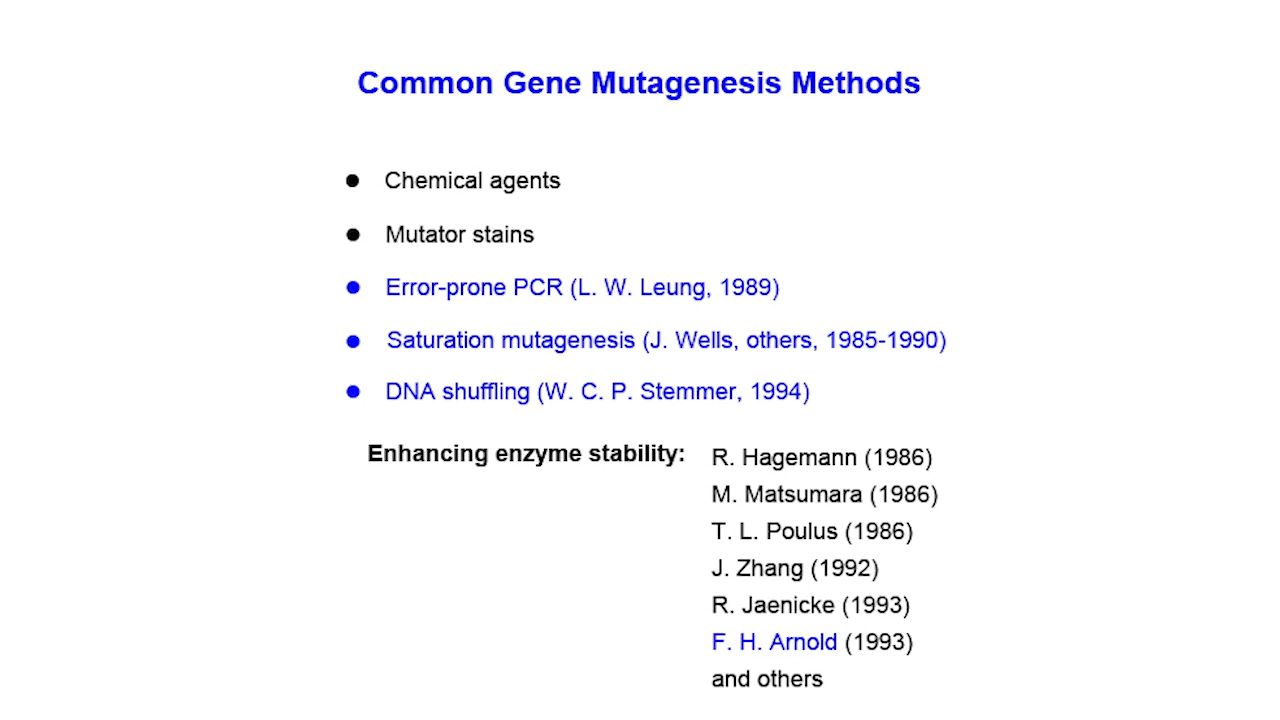 Common Gene Mutagenesis Methods
● Chemical agents
● Mutator stains
● Error-prone PCR (L. W. Leung, 1989)
● Saturation mutagenesis (J. Wells, others, 1985-1990)
● DNA shuffling (W. C. P. Stemmer, 1994)
Enhancing enzyme stability: R. Hagemann (1986)
M. Matsumara (1986)
T. L. Poulus (1986)
J. Zhang (1992)
R. Jaenicke (1993)
F. H. Arnold (1993)
and others